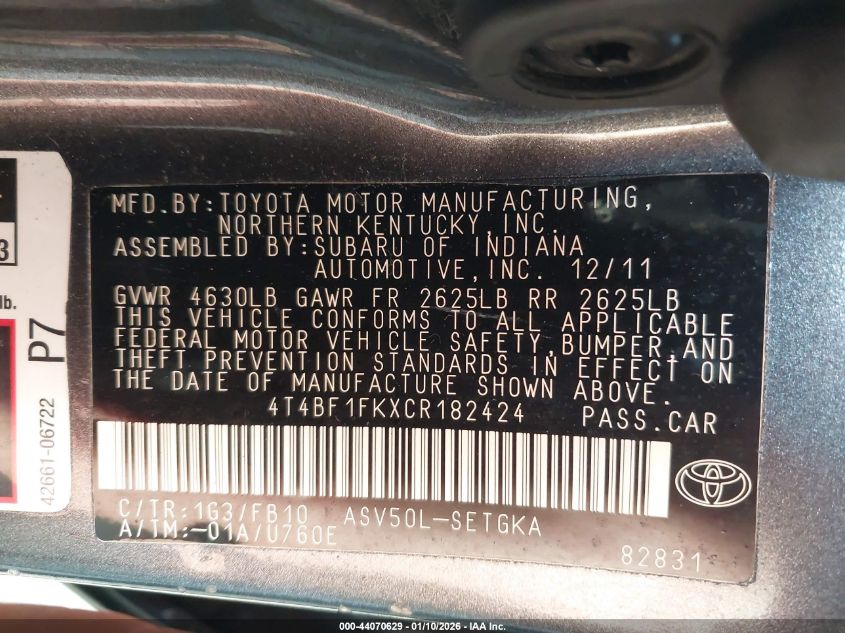 MFD.BY:TOYOTA MOTOR MANUFACTURING,
NORTHERN KENTUCKY,INC.
ASSEMBLED BY:SUBARU OF INDIANA
AUTOMOTIVE,INC. 12/11
GVWR 4630LB GAWR FR 2625LB RR 2625LB
THIS VEHICLE CONFORMS TO ALL APPLICABLE
FEDERAL MOTOR VEHICLE SAFETY,BUMPER,AND
THEFT PREVENTION STANDARDS IN EFFECT ON
THE DATE OF MANUFACTURE SHOWN ABOVE.
4T4BF1FKXCR182424 PASS.CAR
C/TR:1G3/FB10 ASV50L-SETGKA
A/TM:-01A/U760E
82831
3
lb.
P7
42661-06722
000-44070629 - 01/10/2026 - IAA Inc.